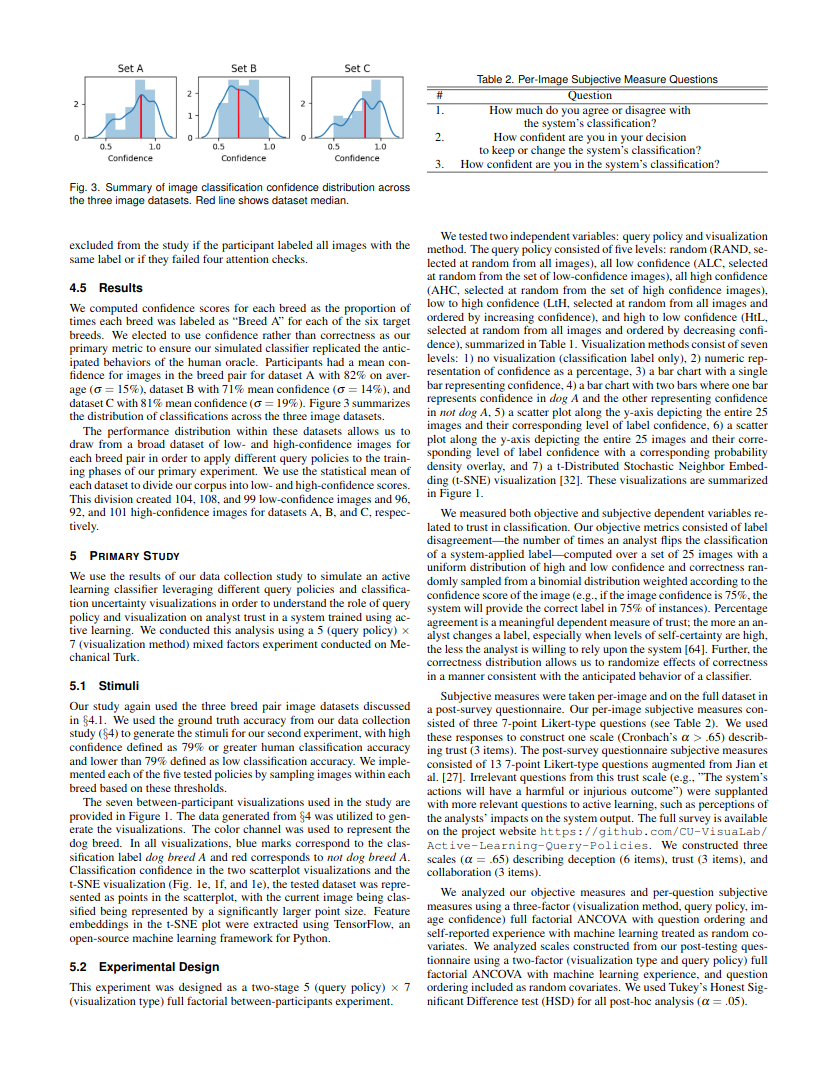 Set A
2
0
0.5
1.0
Confidence
Set B
2
1
0
0.5
1.0
Confidence
Set C
2
0
0.5
1.0
Confidence
Fig. 3. Summary of image classification confidence distribution across
the three image datasets. Red line shows dataset median.
Table 2. Per-Image Subjective Measure Questions
# Question
1. How much do you agree or disagree with
the system's classification?
2. How confident are you in your decision
to keep or change the system's classification?
3. How confident are you in the system's classification?
excluded from the study if the participant labeled all images with the
same label or if they failed four attention checks.
4.5 Results
We computed confidence scores for each breed as the proportion of
times each breed was labeled as “Breed A” for each of the six target
breeds. We elected to use confidence rather than correctness as our
primary metric to ensure our simulated classifier replicated the antic-
ipated behaviors of the human oracle. Participants had a mean con-
fidence for images in the breed pair for dataset A with 82% on aver-
age (σ = 15%), dataset B with 71% mean confidence (σ = 14%), and
dataset C with 81% mean confidence (σ = 19%). Figure 3 summarizes
the distribution of classifications across the three image datasets.
The performance distribution within these datasets allows us to
draw from a broad dataset of low- and high-confidence images for
each breed pair in order to apply different query policies to the train-
ing phases of our primary experiment. We use the statistical mean of
each dataset to divide our corpus into low- and high-confidence scores.
This division created 104, 108, and 99 low-confidence images and 96,
92, and 101 high-confidence images for datasets A, B, and C, respec-
tively.
5 PRIMARY STUDY
We use the results of our data collection study to simulate an active
learning classifier leveraging different query policies and classifica-
tion uncertainty visualizations in order to understand the role of query
policy and visualization on analyst trust in a system trained using ac-
tive learning. We conducted this analysis using a 5 (query policy) ×
7 (visualization method) mixed factors experiment conducted on Me-
chanical Turk.
5.1 Stimuli
Our study again used the three breed pair image datasets discussed
in §4.1. We used the ground truth accuracy from our data collection
study (§4) to generate the stimuli for our second experiment, with high
confidence defined as 79% or greater human classification accuracy
and lower than 79% defined as low classification accuracy. We imple-
mented each of the five tested policies by sampling images within each
breed based on these thresholds.
The seven between-participant visualizations used in the study are
provided in Figure 1. The data generated from §4 was utilized to gen-
erate the visualizations. The color channel was used to represent the
dog breed. In all visualizations, blue marks correspond to the clas-
sification label dog breed A and red corresponds to not dog breed A.
Classification confidence in the two scatterplot visualizations and the
t-SNE visualization (Fig. 1e, 1f, and 1e), the tested dataset was repre-
sented as points in the scatterplot, with the current image being clas-
sified being represented by a significantly larger point size. Feature
embeddings in the t-SNE plot were extracted using TensorFlow, an
open-source machine learning framework for Python.
5.2 Experimental Design
This experiment was designed as a two-stage 5 (query policy) × 7
(visualization type) full factorial between-participants experiment.
We tested two independent variables: query policy and visualization
method. The query policy consisted of five levels: random (RAND, se-
lected at random from all images), all low confidence (ALC, selected
at random from the set of low-confidence images), all high confidence
(AHC, selected at random from the set of high confidence images),
low to high confidence (LtH, selected at random from all images and
ordered by increasing confidence), and high to low confidence (HtL,
selected at random from all images and ordered by decreasing confi-
dence), summarized in Table 1. Visualization methods consist of seven
levels: 1) no visualization (classification label only), 2) numeric rep-
resentation of confidence as a percentage, 3) a bar chart with a single
bar representing confidence, 4) a bar chart with two bars where one bar
represents confidence in dog A and the other representing confidence
in not dog A, 5) a scatter plot along the y-axis depicting the entire 25
images and their corresponding level of label confidence, 6) a scatter
plot along the y-axis depicting the entire 25 images and their corre-
sponding level of label confidence with a corresponding probability
density overlay, and 7) a t-Distributed Stochastic Neighbor Embed-
ding (t-SNE) visualization [32]. These visualizations are summarized
in Figure 1.
We measured both objective and subjective dependent variables re-
lated to trust in classification. Our objective metrics consisted of label
disagreement—the number of times an analyst flips the classification
of a system-applied label—computed over a set of 25 images with a
uniform distribution of high and low confidence and correctness ran-
domly sampled from a binomial distribution weighted according to the
confidence score of the image (e.g., if the image confidence is 75%, the
system will provide the correct label in 75% of instances). Percentage
agreement is a meaningful dependent measure of trust; the more an an-
alyst changes a label, especially when levels of self-certainty are high,
the less the analyst is willing to rely upon the system [64]. Further, the
correctness distribution allows us to randomize effects of correctness
in a manner consistent with the anticipated behavior of a classifier.
Subjective measures were taken per-image and on the full dataset in
a post-survey questionnaire. Our per-image subjective measures con-
sisted of three 7-point Likert-type questions (see Table 2). We used
these responses to construct one scale (Cronbach's α > .65) describ-
ing trust (3 items). The post-survey questionnaire subjective measures
consisted of 13 7-point Likert-type questions augmented from Jian et
al. [27]. Irrelevant questions from this trust scale (e.g., ”The system's
actions will have a harmful or injurious outcome”) were supplanted
with more relevant questions to active learning, such as perceptions of
the analysts' impacts on the system output. The full survey is available
on the project website https://github.com/CU-VisuaLab/
Active-Learning-Query-Policies. We constructed three
scales (α = .65) describing deception (6 items), trust (3 items), and
collaboration (3 items).
We analyzed our objective measures and per-question subjective
measures using a three-factor (visualization method, query policy, im-
age confidence) full factorial ANCOVA with question ordering and
self-reported experience with machine learning treated as random co-
variates. We analyzed scales constructed from our post-testing ques-
tionnaire using a two-factor (visualization type and query policy) full
factorial ANCOVA with machine learning experience, and question
ordering included as random covariates. We used Tukey's Honest Sig-
nificant Difference test (HSD) for all post-hoc analysis (α = .05).